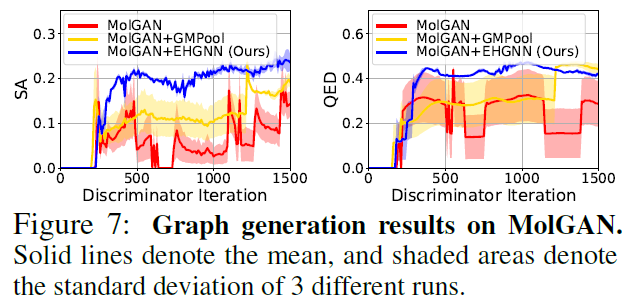 MolGAN
MolGAN+GMPool
MolGAN+EHGNN (Ours)
SA
0.3
0.2
0.1
0.0
0 500 1000 1500
Discriminator Iteration
MolGAN
MolGAN+GMPool
MolGAN+EHGNN (Ours)
QED
0.6
0.4
0.2
0.0
0 500 1000 1500
Discriminator Iteration
Figure 7: Graph generation results on MolGAN.
Solid lines denote the mean, and shaded areas denote
the standard deviation of 3 different runs.